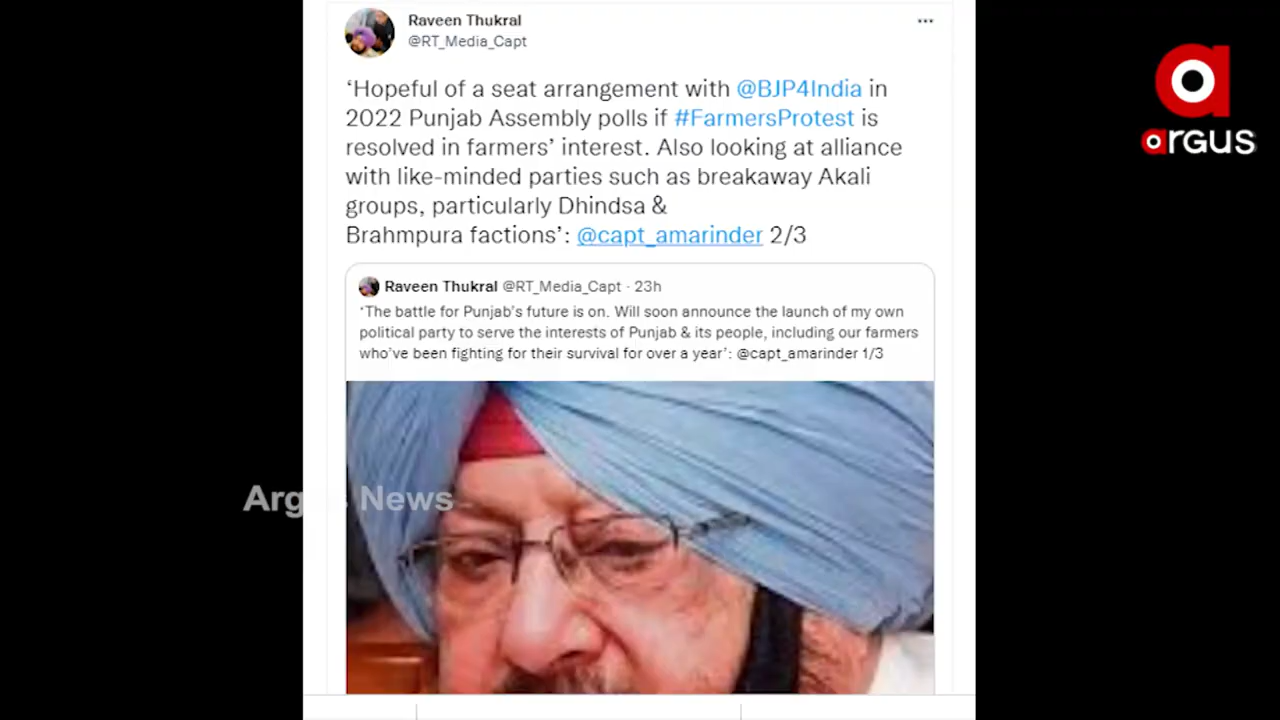 Raveen Thukral
@RT_Media_Capt
‘Hopeful of a seat arrangement with @BJP4India in
2022 Punjab Assembly polls if #FarmersProtest is
resolved in farmers’ interest. Also looking at alliance
with like-minded parties such as breakaway Akali
groups, particularly Dhindsa &
Brahmpura factions’: @capt_amarinder 2/3
Raveen Thukral @RT_Media_Capt · 23h
‘The battle for Punjab’s future is on. Will soon announce the launch of my own
political party to serve the interests of Punjab & its people, including our farmers
who’ve been fighting for their survival for over a year’: @capt_amarinder 1/3
argus
Argus News